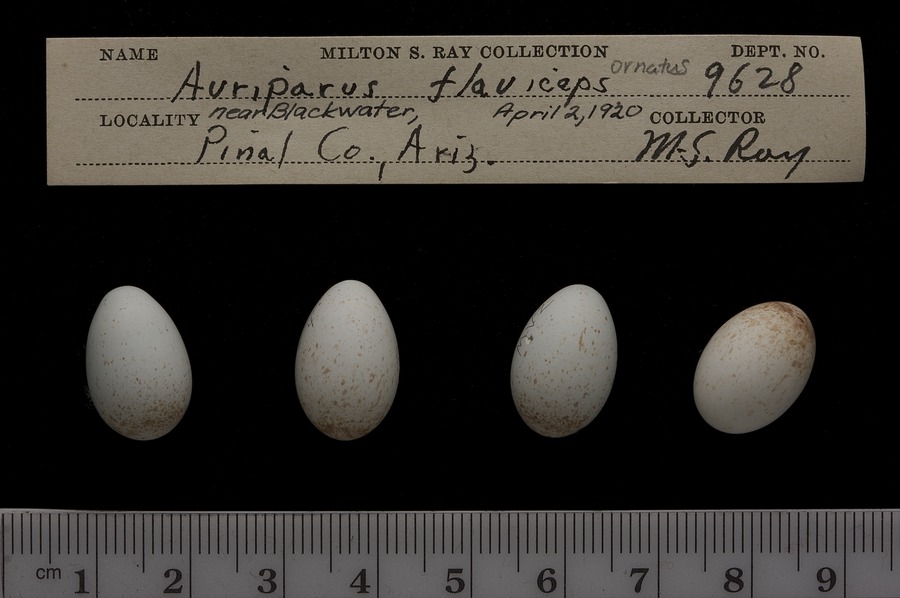 NAME MILTON S. RAY COLLECTION DEPT. NO.
Auriparus flaviceps ornatus 9628
LOCALITY near Blackwater, April 2, 1920 COLLECTOR
Pinal Co., Ariz. M.S. Ray
cm 1 2 3 4 5 6 7 8 9